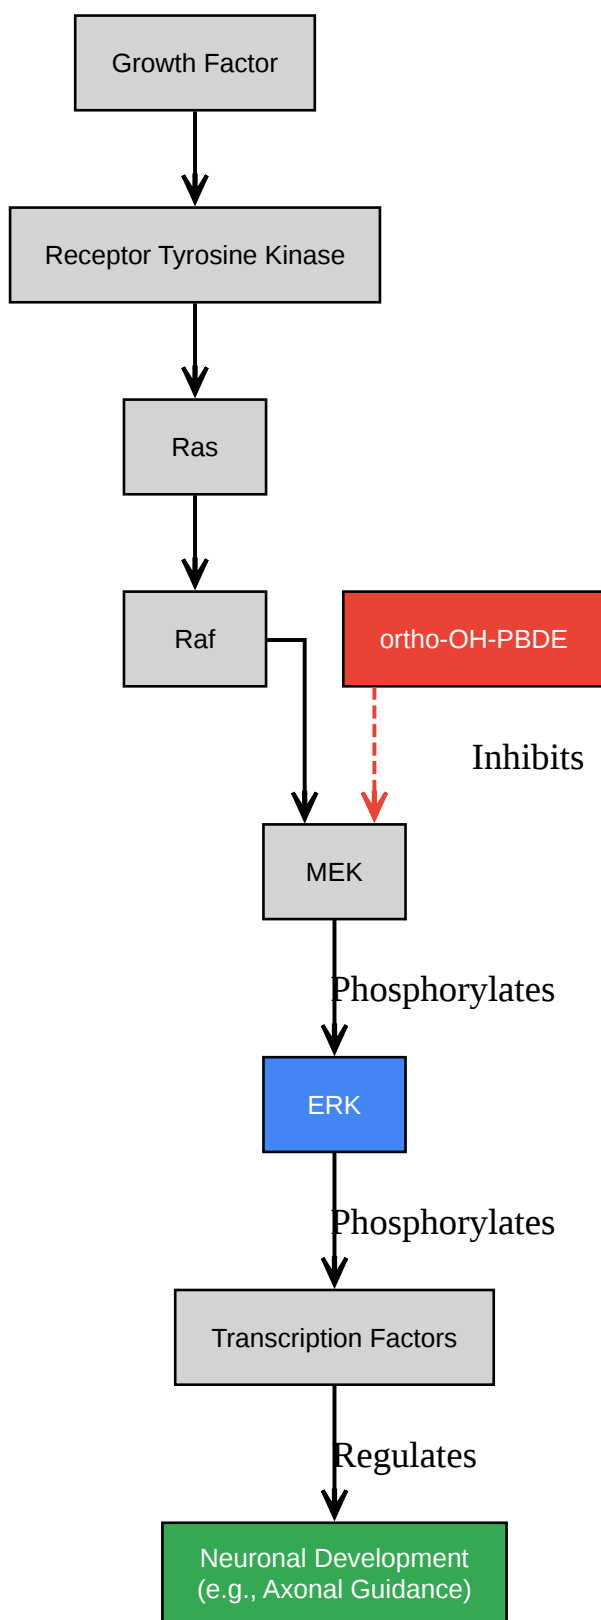 Growth Factor
Receptor Tyrosine Kinase
Ras
Raf
ortho-OH-PBDE
Inhibits
MEK
Phosphorylates
ERK
Phosphorylates
Transcription Factors
Regulates
Neuronal Development
(e.g., Axonal Guidance)